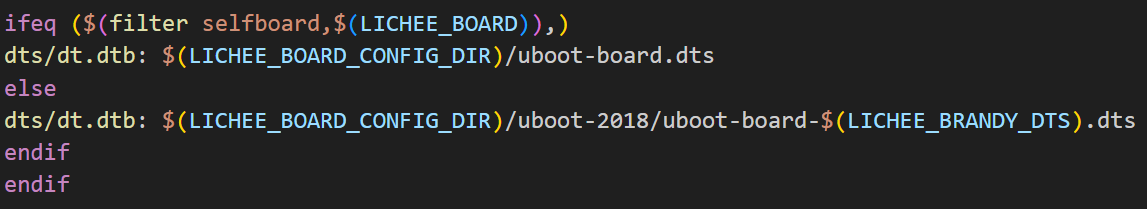 ifeq ($(filter selfboard,$(LICHEE_BOARD)),)
dts/dt.dtb: $(LICHEE_BOARD_CONFIG_DIR)/uboot-board.dts
else
dts/dt.dtb: $(LICHEE_BOARD_CONFIG_DIR)/uboot-2018/uboot-board-$(LICHEE_BRANDY_DTS).dts
endif
endif